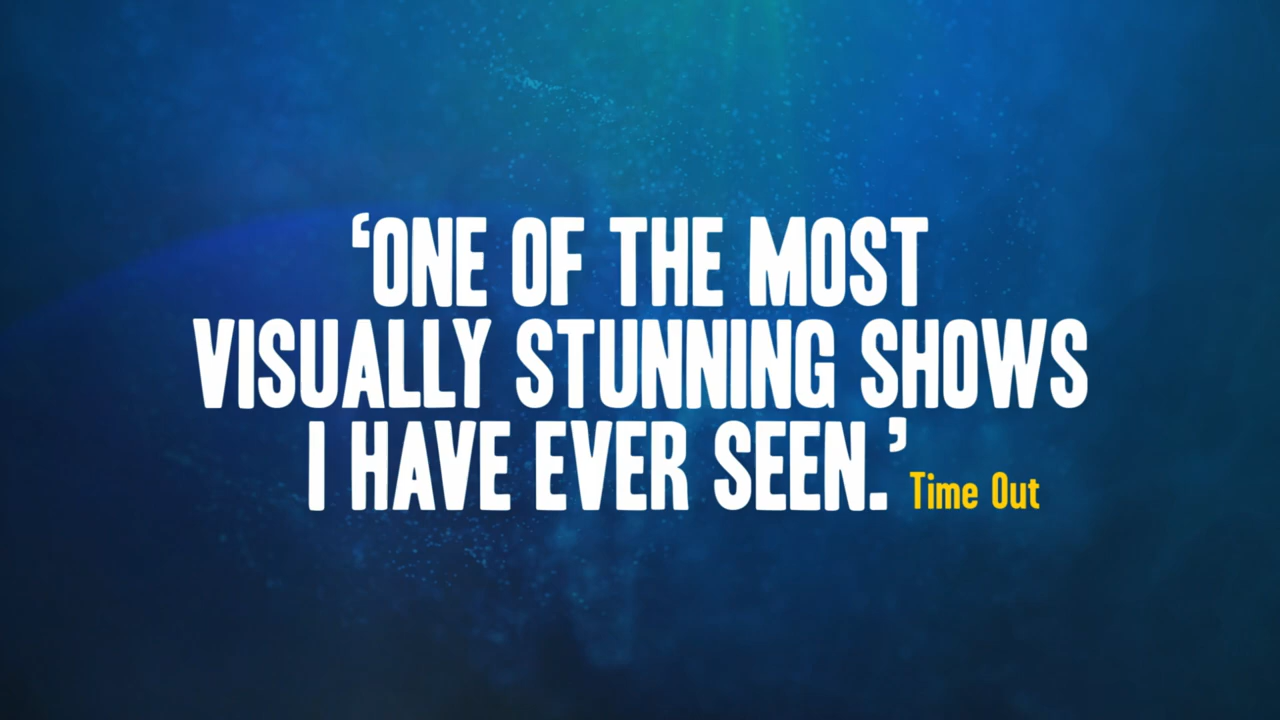 ‘ONE OF THE MOST
VISUALLY STUNNING SHOWS
I HAVE EVER SEEN.’ Time Out